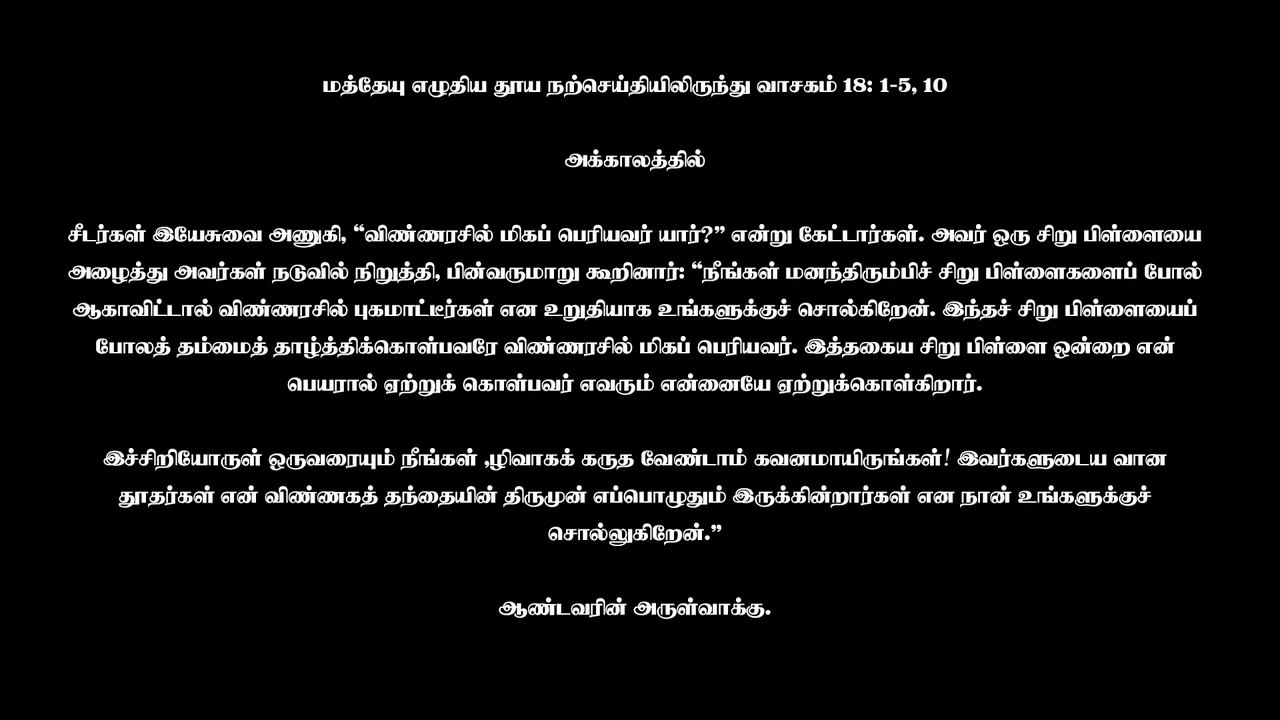 மத்தேயு எழுதிய தூய நற்செய்தியிலிருந்து வாசகம் 18: 1-5, 10
அக்காலத்தில்
சீடர்கள் இயேசுவை அணுகி, “விண்ணரசில் மிகப் பெரியவர் யார்?” என்று கேட்டார்கள். அவர் ஒரு சிறு பிள்ளையை
அழைத்து அவர்கள் நடுவில் நிறுத்தி, பின்வருமாறு கூறினார்: “நீங்கள் மனந்திரும்பிச் சிறு பிள்ளைகளைப் போல்
ஆகாவிட்டால் விண்ணரசில் புகமாட்டீர்கள் என உறுதியாக உங்களுக்குச் சொல்கிறேன். இந்தச் சிறு பிள்ளையைப்
போலத் தம்மைத் தாழ்த்திக்கொள்பவரே விண்ணரசில் மிகப் பெரியவர். இத்தகைய சிறு பிள்ளை ஒன்றை என்
பெயரால் ஏற்றுக் கொள்பவர் எவரும் என்னையே ஏற்றுக்கொள்கிறார்.
இச்சிறியோருள் ஒருவரையும் நீங்கள் ,ழிவாகக் கருத வேண்டாம் கவனமாயிருங்கள்! இவர்களுடைய வான
தூதர்கள் என் விண்ணகத் தந்தையின் திருமுன் எப்பொழுதும் இருக்கின்றார்கள் என நான் உங்களுக்குச்
சொல்லுகிறேன்.”
ஆண்டவரின் அருள்வாக்கு.